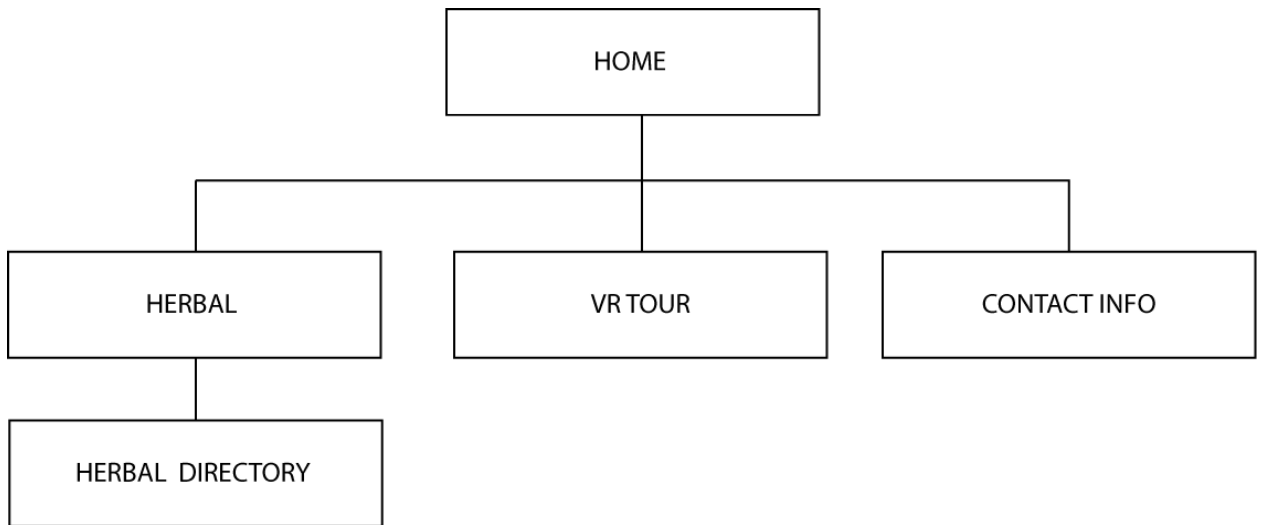 HOME
HERBAL
VR TOUR
CONTACT INFO
HERBAL DIRECTORY